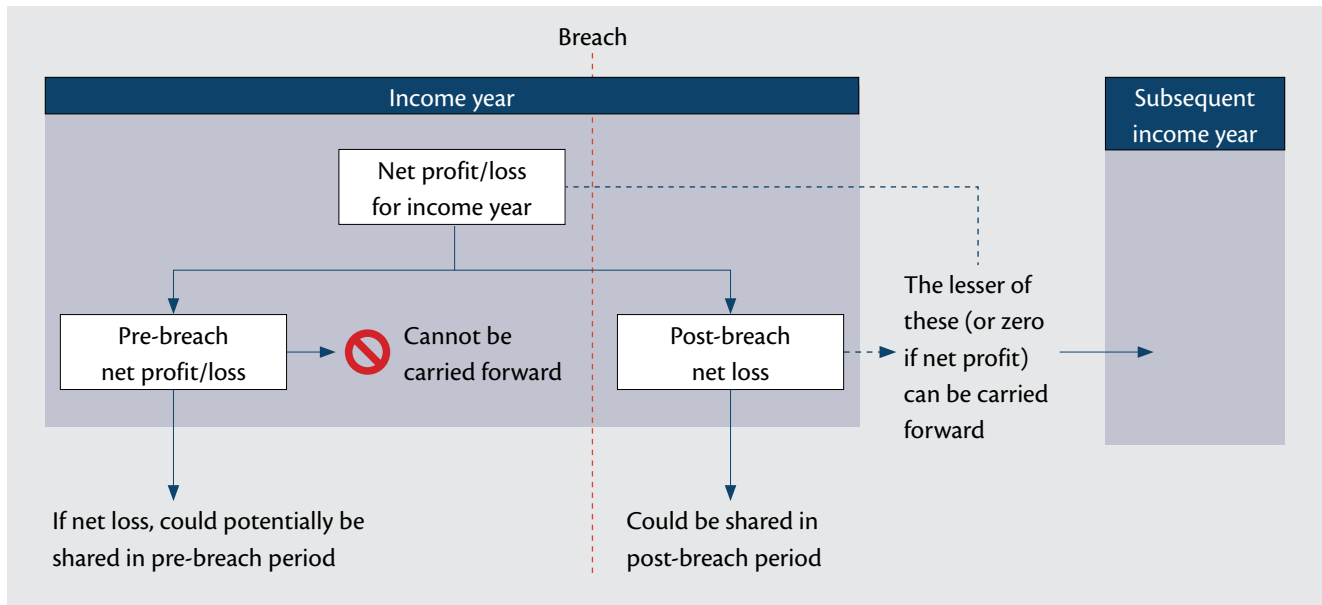 Breach
Income year
Subsequent
income year
Net profit/loss
for income year
Pre-breach
net profit/loss
Cannot be
carried forward
Post-breach
net loss
The lesser of
these (or zero
if net profit)
can be carried
forward
If net loss, could potentially be
shared in pre-breach period
Could be shared in
post-breach period